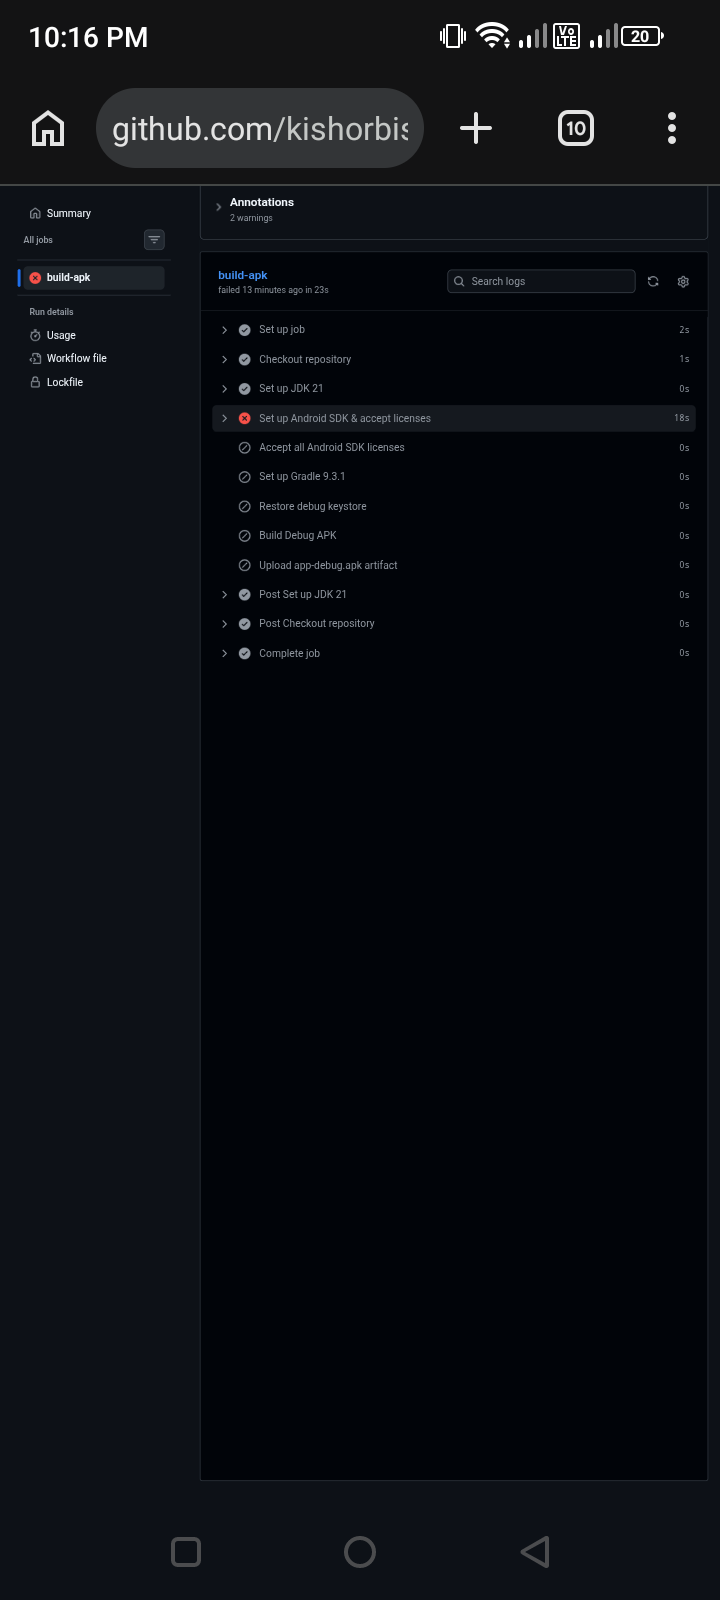 10:16 PM
Vo
LTE
20
github.com/kishorbis
10
Summary
All jobs
build-apk
Run details
Usage
Workflow file
Lockfile
Annotations
2 warnings
build-apk
failed 13 minutes ago in 23s
Search logs
Set up job 2s
Checkout repository 1s
Set up JDK 21 0s
Set up Android SDK & accept licenses 18s
Accept all Android SDK licenses 0s
Set up Gradle 9.3.1 0s
Restore debug keystore 0s
Build Debug APK 0s
Upload app-debug.apk artifact 0s
Post Set up JDK 21 0s
Post Checkout repository 0s
Complete job 0s